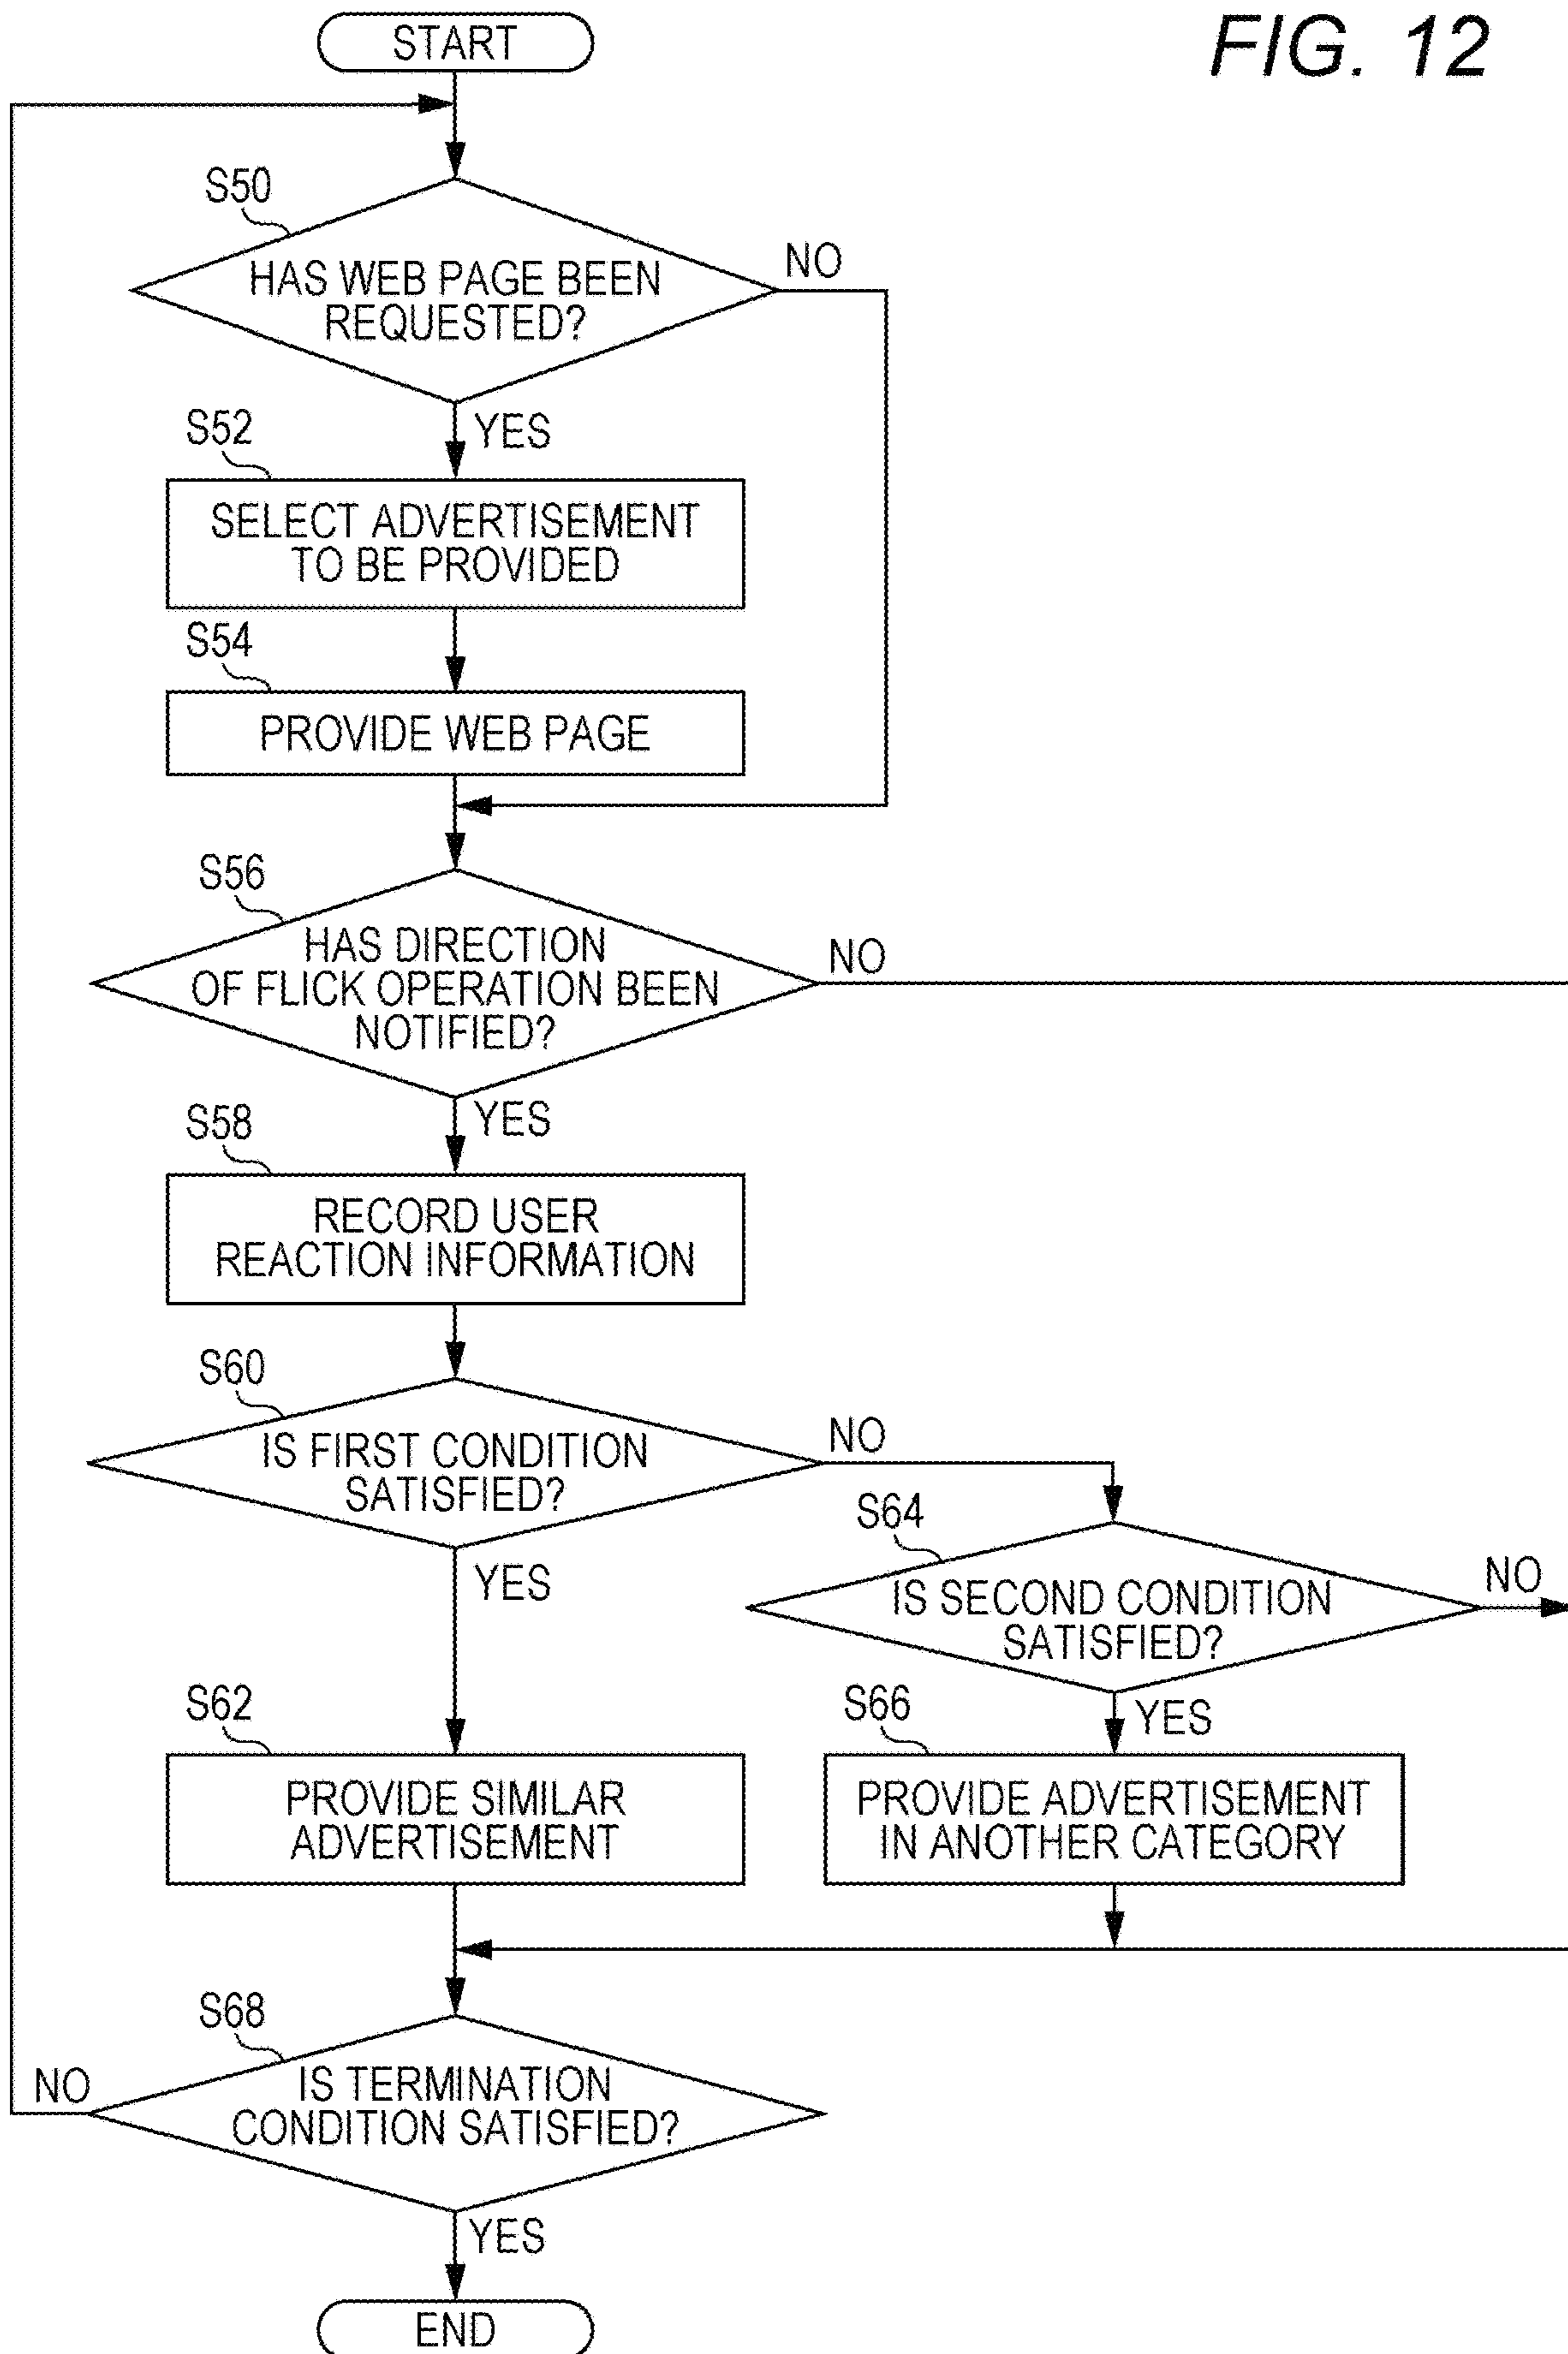 FIG. 12
START
S50
HAS WEB PAGE BEEN
REQUESTED?
NO
YES
S52
SELECT ADVERTISEMENT
TO BE PROVIDED
S54
PROVIDE WEB PAGE
S56
HAS DIRECTION
OF FLICK OPERATION BEEN
NOTIFIED?
NO
YES
S58
RECORD USER
REACTION INFORMATION
S60
IS FIRST CONDITION
SATISFIED?
NO
YES
S64
IS SECOND CONDITION
SATISFIED?
NO
YES
S62
PROVIDE SIMILAR
ADVERTISEMENT
S66
PROVIDE ADVERTISEMENT
IN ANOTHER CATEGORY
S68
IS TERMINATION
CONDITION SATISFIED?
NO
YES
END